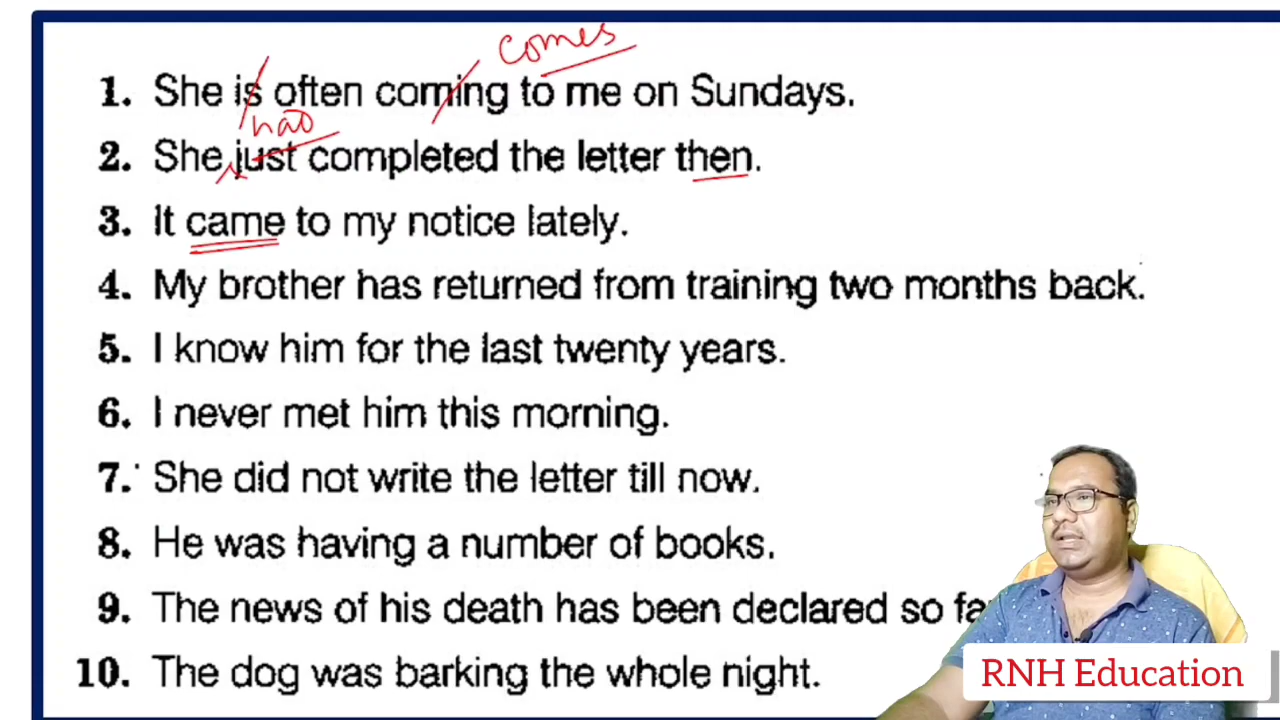 comes
1. She is often coming to me on Sundays.
had
2. She just completed the letter then.
3. It came to my notice lately.
4. My brother has returned from training two months back.
5. I know him for the last twenty years.
6. I never met him this morning.
7. She did not write the letter till now.
8. He was having a number of books.
9. The news of his death has been declared so
10. The dog was barking the whole night.
RNH Education